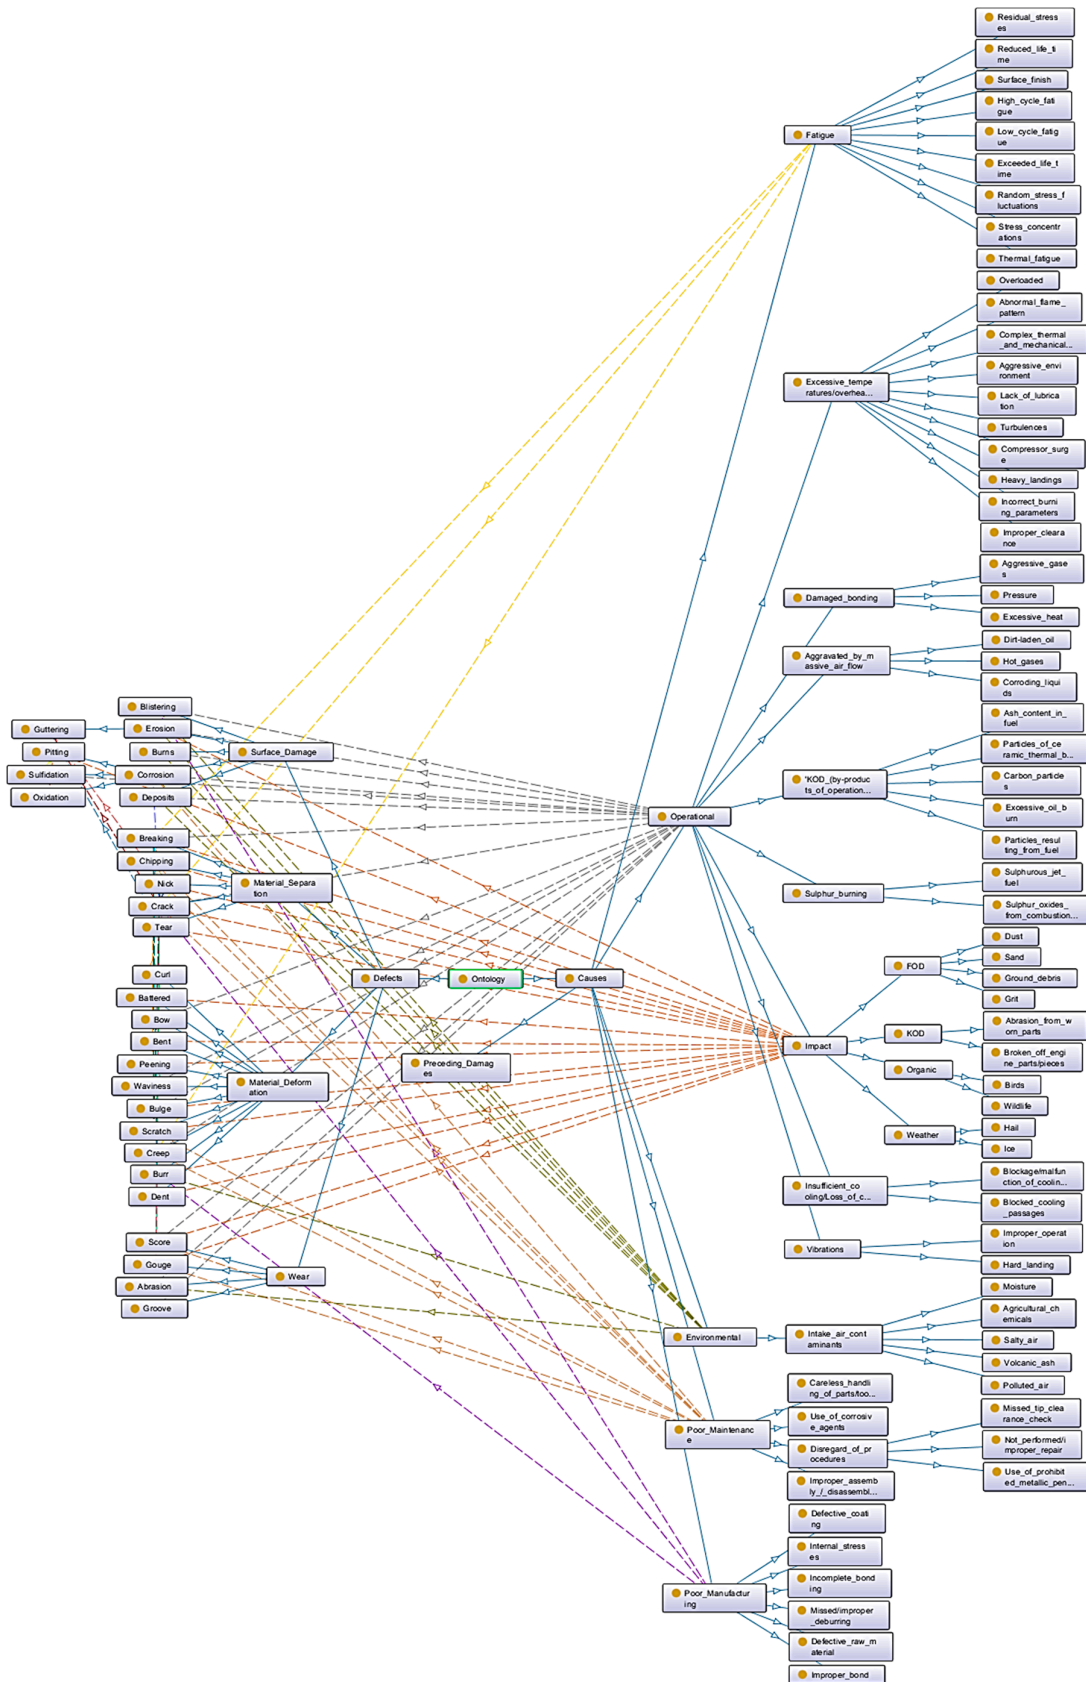 Residual_stress
es
Reduced_life_ti
me
Surface_finish
High_cycle_fati
gue
Low_cycle_fatig
ue
Exceeded_life_t
ime
Random_stress_f
luctuations
Stress_concentr
ations
Thermal_fatigue
Fatigue
Overloaded
Abnormal_flame_
pattern
Complex_thermal
_and_mechanical...
Aggressive_envi
ronment
Lack_of_lubrica
tion
Turbulences
Compressor_surg
e
Heavy_landings
Incorrect_burni
ng_parameters
Improper_cleara
nce
Excessive_tempe
ratures/overhea...
Aggressive_gase
s
Pressure
Excessive_heat
Damaged_bonding
Dirt-laden_oil
Hot_gases
Corroding_liqui
ds
Aggravated_by_m
assive_air_flow
Ash_content_in_
fuel
Particles_of_ce
ramic_thermal_b...
Carbon_particle
s
Excessive_oil_b
urn
Particles_resul
ting_from_fuel
"KOD_(by-produc
ts_of_operation...
Sulphurous_jet_
fuel
Sulphur_oxides_
from_combustion...
Sulphur_burning
Operational
Blistering
Guttering
Erosion
Pitting
Burns
Surface_Damage
Sulfidation
Corrosion
Oxidation
Deposits
Breaking
Chipping
Nick
Material_Separa
tion
Crack
Tear
Defects
Ontology
Causes
Curl
Battered
Bow
Bent
Peening
Preceding_Damag
es
Waviness
Material_Deform
ation
Bulge
Scratch
Creep
Burr
Dent
Score
Gouge
Wear
Abrasion
Groove
Dust
FOD
Sand
Ground_debris
Grit
Impact
KOD
Abrasion_from_w
orn_parts
Broken_off_engi
ne_parts/pieces
Organic
Birds
Wildlife
Weather
Hail
Ice
Insufficient_co
oling/Loss_of_c...
Blockage/malfun
ction_of_coolin...
Blocked_cooling
_passages
Vibrations
Improper_operat
ion
Hard_landing
Environmental
Intake_air_cont
aminants
Moisture
Agricultural_ch
emicals
Salty_air
Volcanic_ash
Polluted_air
Poor_Maintenanc
e
Careless_handli
ng_of_parts/too...
Use_of_corrosiv
e_agents
Disregard_of_pr
ocedures
Missed_tip_clea
rance_check
Not_performed/i
mproper_repair
Use_of_prohibit
ed_metallic_pen...
Improper_assemb
ly_/_disassembl...
Poor_Manufactur
ing
Defective_coati
ng
Internal_stress
es
Incomplete_bond
ing
Missed/improper
_deburring
Defective_raw_m
aterial
Improper_bond